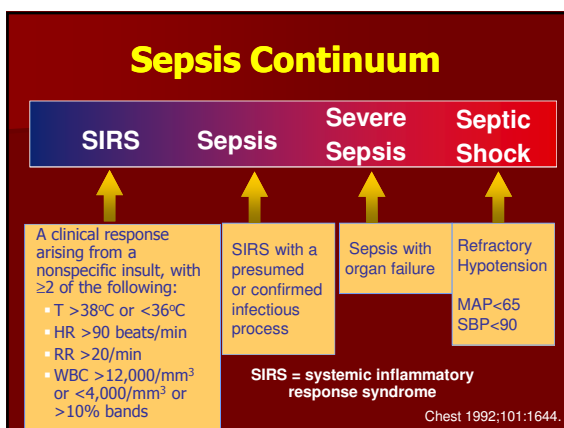 Sepsis Continuum
SIRS
Sepsis
Severe
Sepsis
Septic
Shock
A clinical response
arising from a
nonspecific insult, with
≥2 of the following:
▪ T >38°C or <36°C
▪ HR >90 beats/min
▪ RR >20/min
▪ WBC >12,000/mm³
or <4,000/mm³ or
>10% bands
SIRS with a
presumed
or confirmed
infectious
process
Sepsis with
organ failure
Refractory
Hypotension
MAP<65
SBP<90
SIRS = systemic inflammatory
response syndrome
Chest 1992;101:1644.